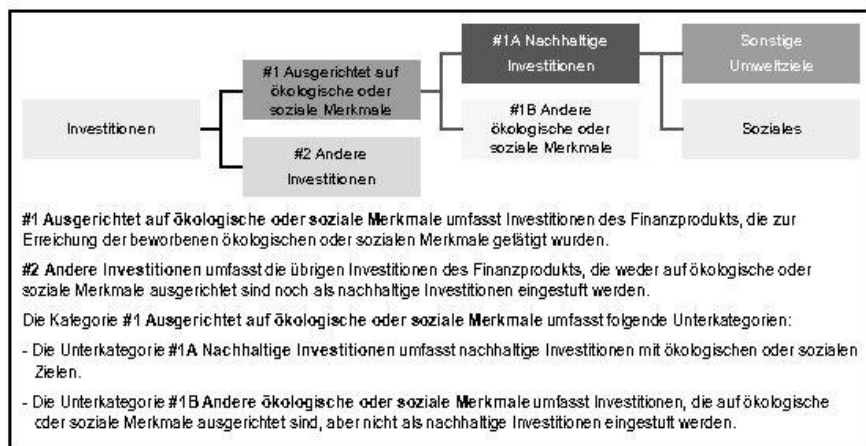 #1A Nachhaltige
Investitionen
Sonstige
Umweltziele
#1 Ausgerichtet auf
ökologische oder
soziale Merkmale
Investitionen
#1B Andere
ökologische oder
soziale Merkmale
Soziales
#2 Andere
Investitionen
#1 Ausgerichtet auf ökologische oder soziale Merkmale umfasst Investitionen des Finanzprodukts, die zur
Erreichung der beworbenen ökologischen oder sozialen Merkmale getätigt wurden.
#2 Andere Investitionen umfasst die übrigen Investitionen des Finanzprodukts, die weder auf ökologische oder
soziale Merkmale ausgerichtet sind noch als nachhaltige Investitionen eingestuft werden.
Die Kategorie #1 Ausgerichtet auf ökologische oder soziale Merkmale umfasst folgende Unterkategorien:
- Die Unterkategorie #1A Nachhaltige Investitionen umfasst nachhaltige Investitionen mit ökologischen oder sozialen
Zielen.
- Die Unterkategorie #1B Andere ökologische oder soziale Merkmale umfasst Investitionen, die auf ökologische
oder soziale Merkmale ausgerichtet sind, aber nicht als nachhaltige Investitionen eingestuft werden.